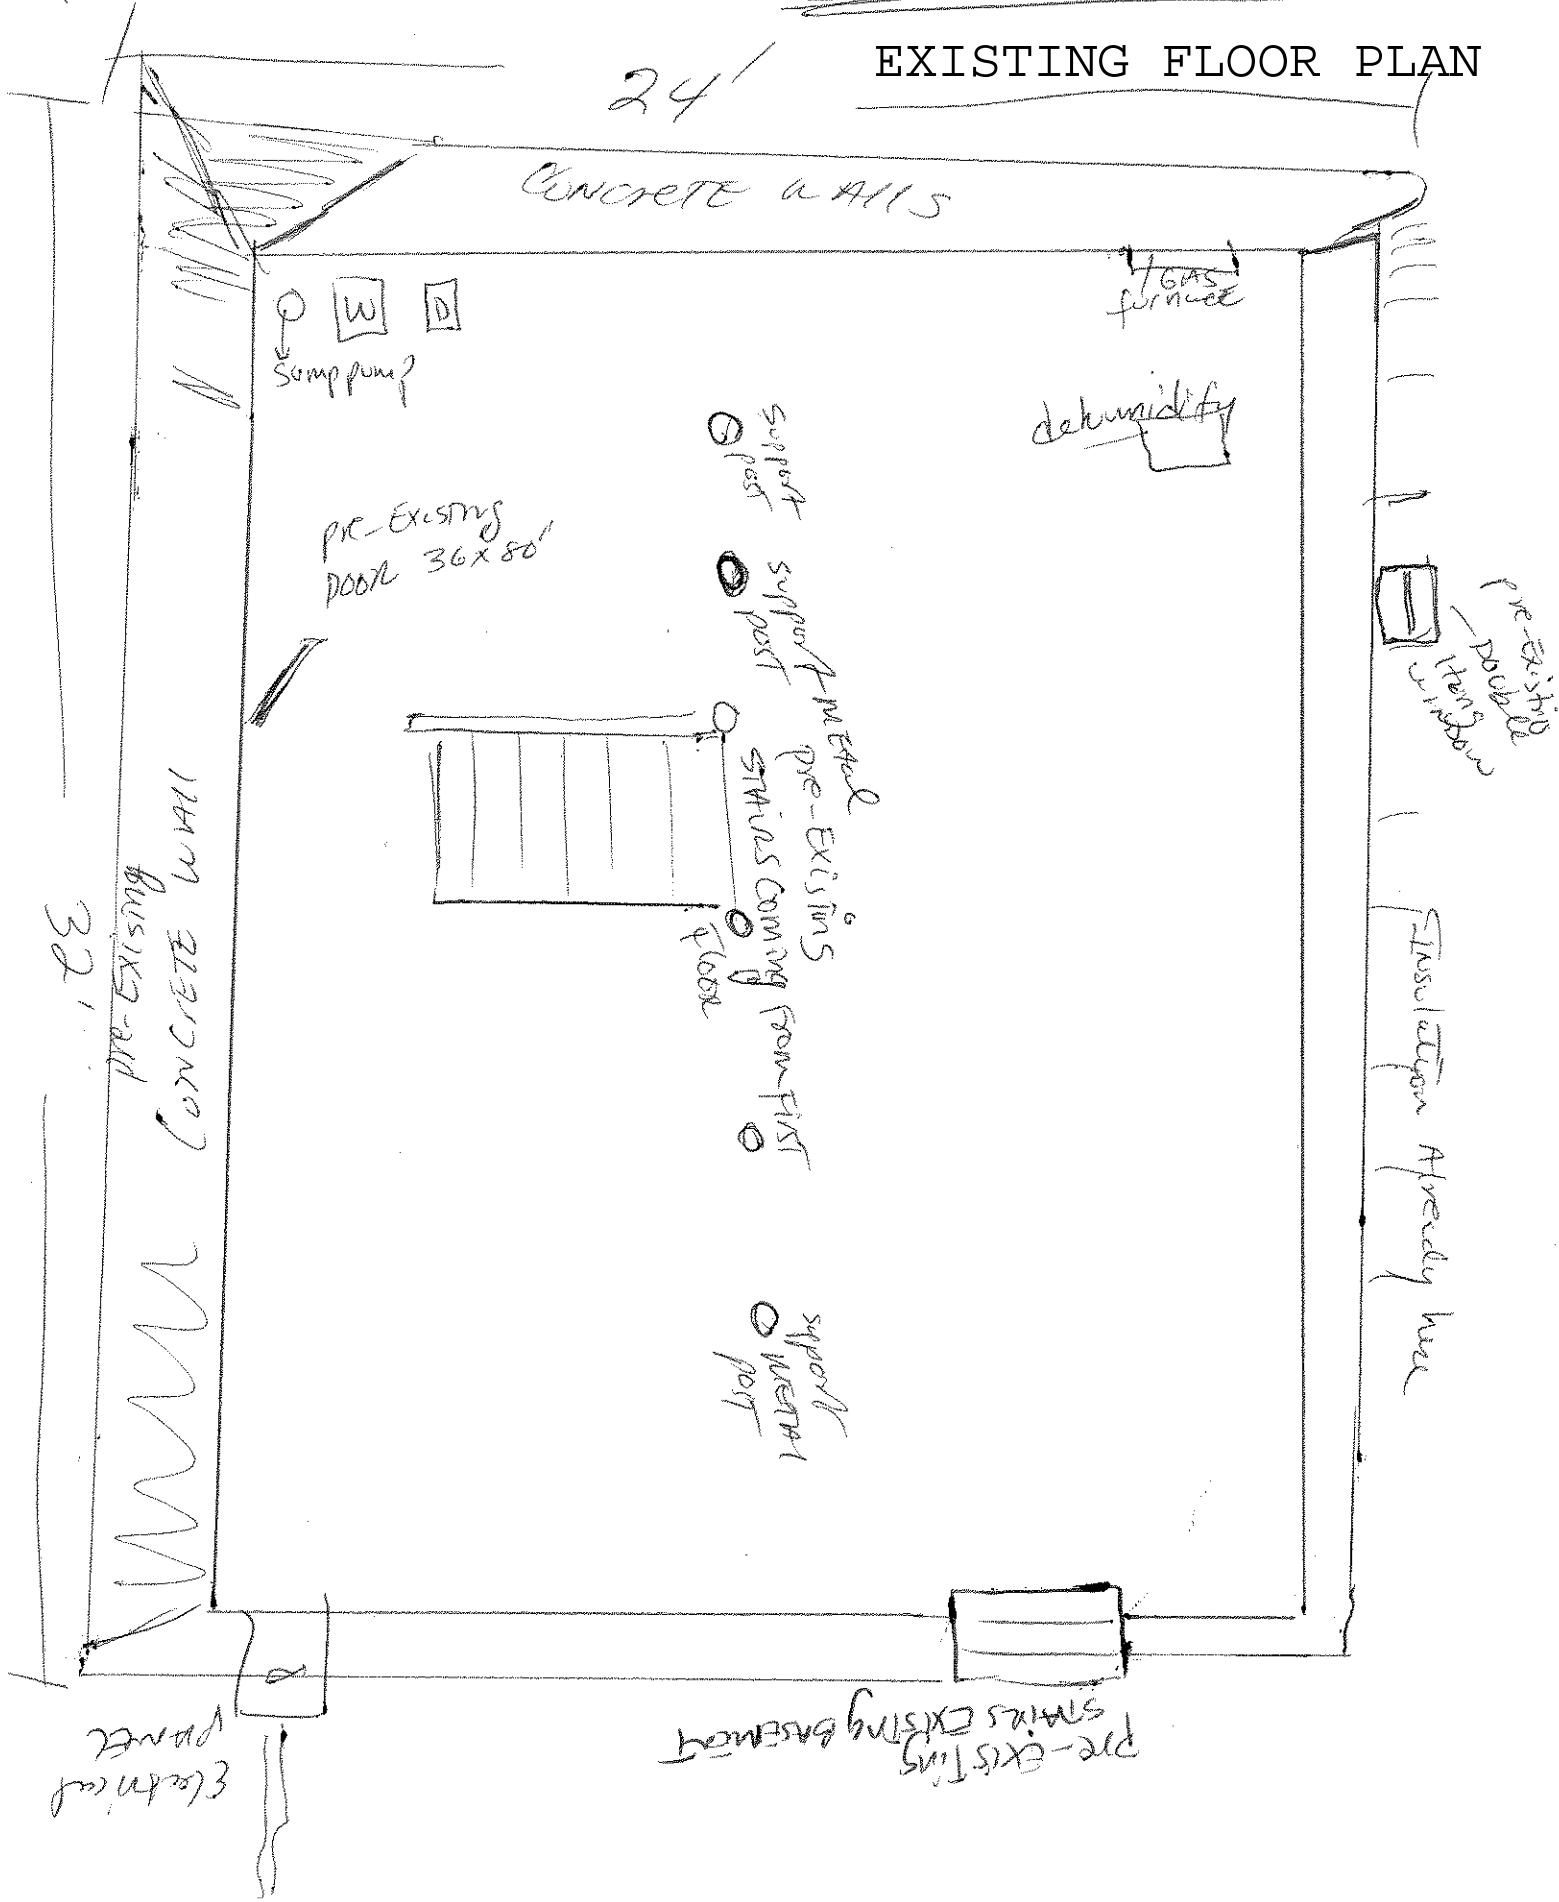 EXISTING FLOOR PLAN
24'
CONCRETE WAllS
GAS
furnace
W
D
Sump pump
dehumidify
support
post
pre-Existing
DOOR 36x80'
support metal
post
pre-Existing
Double
Hang
window
pre-Existing
STAIRS Coming from FIRST
Floor
pre-Existing
CONCRETE WAll
32'
Insulation Already here
support
METAL
post
Electrical
PANEL
pre-EXISTING
STAIRS EXISTING BASEMENT